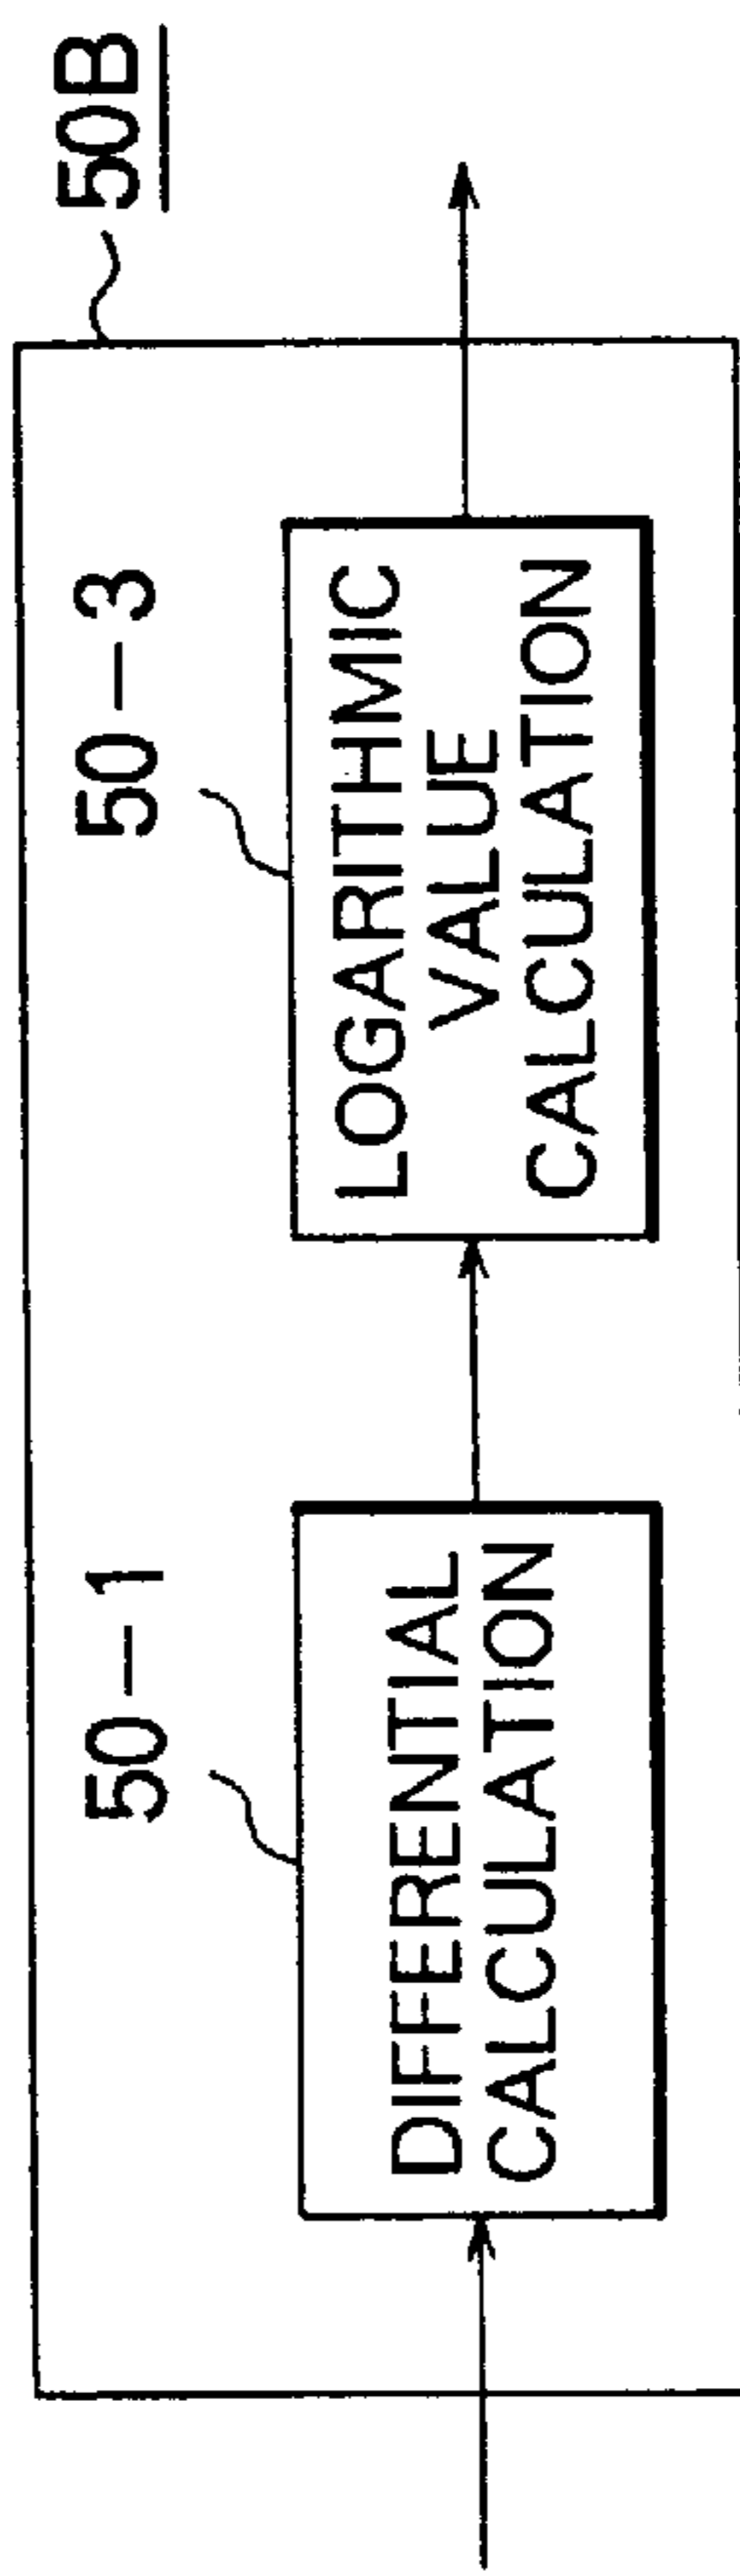 50B
50-1
DIFFERENTIAL
CALCULATION
50-3
LOGARITHMIC
VALUE
CALCULATION